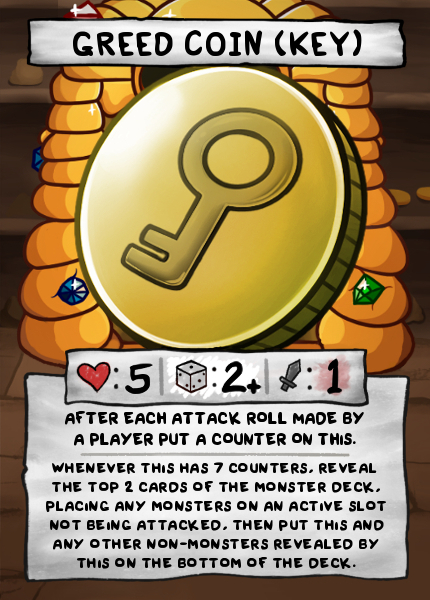 GREED COIN (KEY)
:5 :2+ :1
AFTER EACH ATTACK ROLL MADE BY
A PLAYER PUT A COUNTER ON THIS.
WHENEVER THIS HAS 7 COUNTERS, REVEAL
THE TOP 2 CARDS OF THE MONSTER DECK,
PLACING ANY MONSTERS ON AN ACTIVE SLOT
NOT BEING ATTACKED, THEN PUT THIS AND
ANY OTHER NON-MONSTERS REVEALED BY
THIS ON THE BOTTOM OF THE DECK.